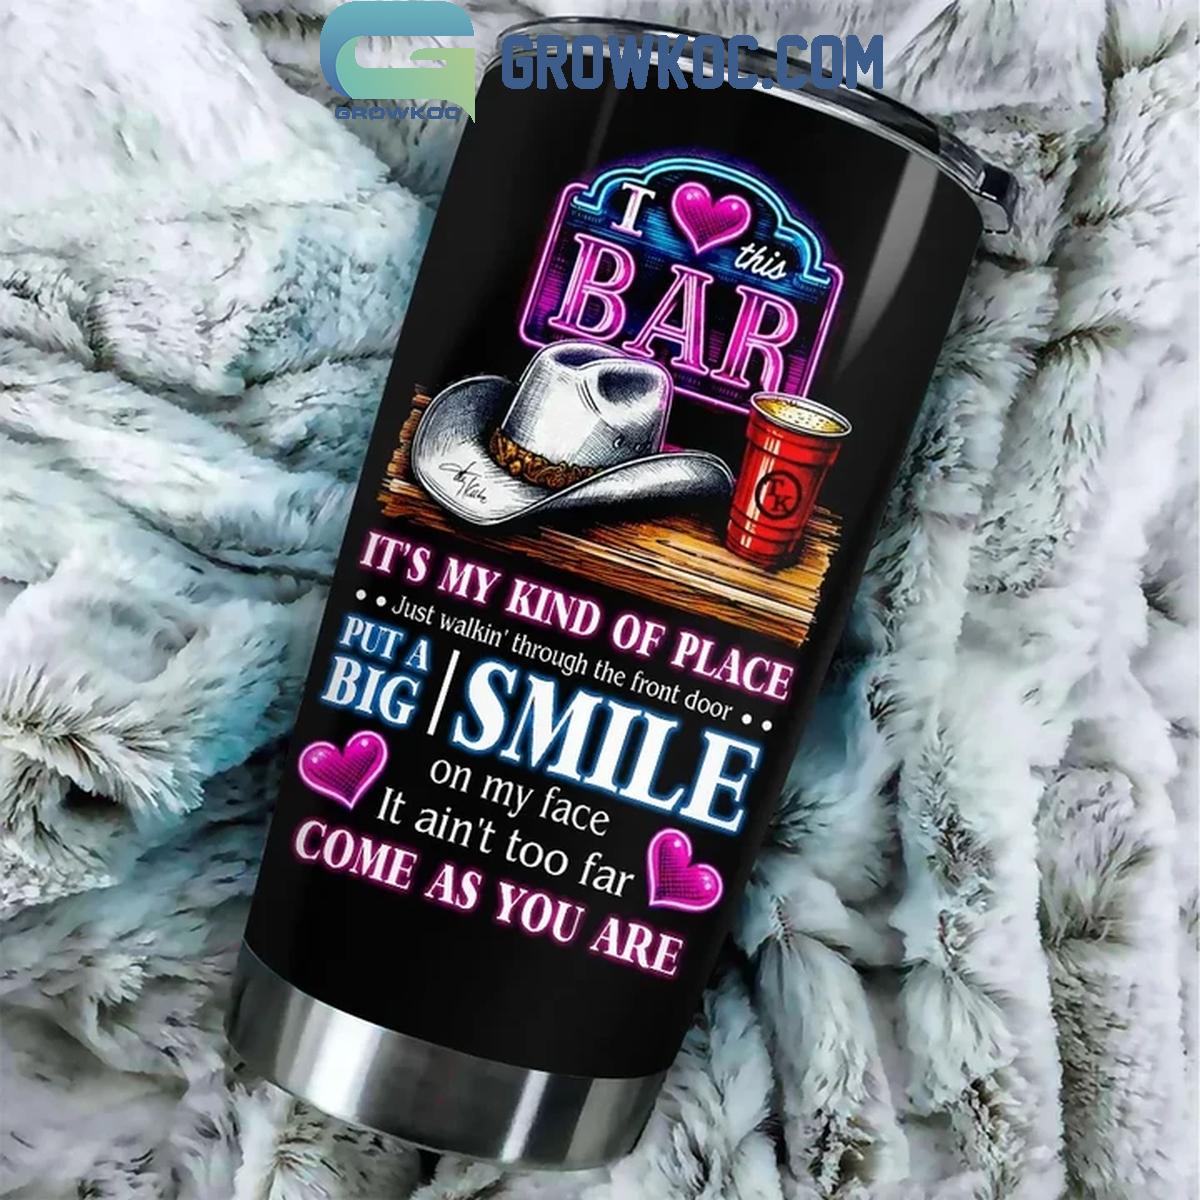 GROWKOC.COM
GROWKOC
I this
BAR
TK
IT'S MY KIND OF PLACE
Just walkin' through the front door
PUT A
BIG | SMILE
on my face
It ain't too far
COME AS YOU ARE